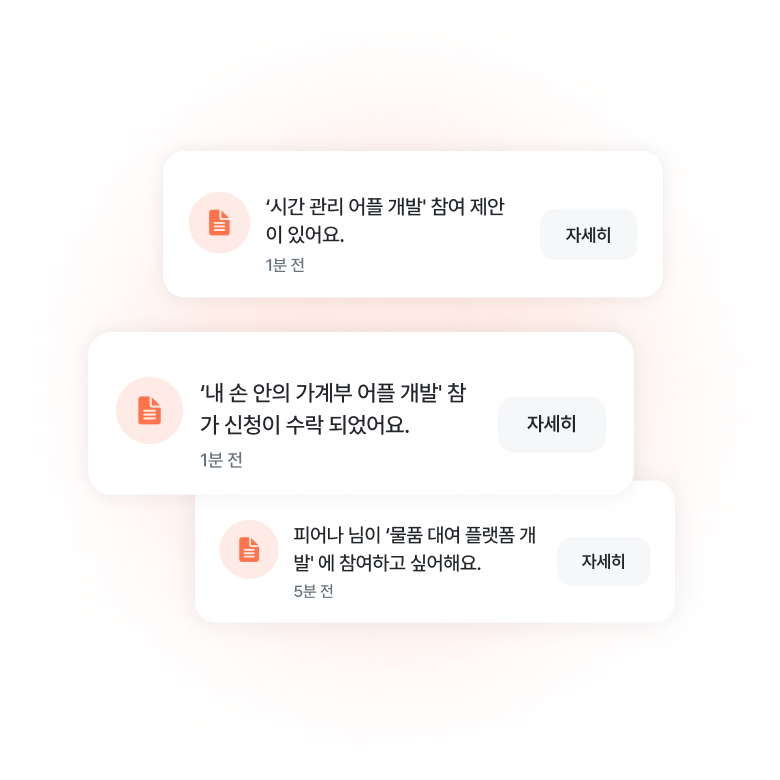 ‘시간 관리 어플 개발' 참여 제안
이 있어요.
1분 전
자세히
‘내 손 안의 가계부 어플 개발' 참
가 신청이 수락 되었어요.
1분 전
자세히
피어나 님이 ‘물품 대여 플랫폼 개
발' 에 참여하고 싶어해요.
5분 전
자세히